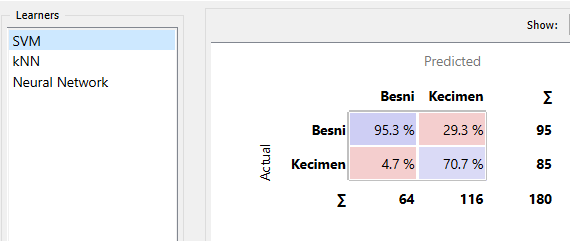 Learners
SVM
kNN
Neural Network
Show:
Predicted
Besni Kecimen ∑
Actual
Besni 95.3 % 29.3 % 95
Kecimen 4.7 % 70.7 % 85
∑ 64 116 180